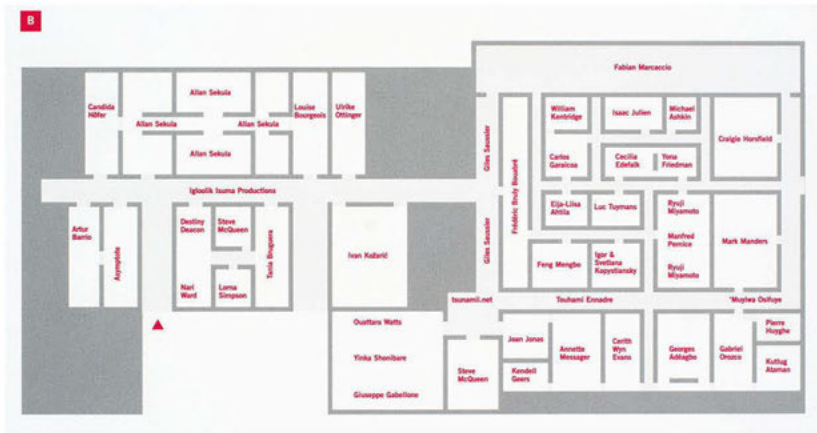 B
Fabian Marcaccio
Candida
Höfer
Allan Sekula
Allan Sekula
Allan Sekula
Allan Sekula
Louise
Bourgeois
Ulrike
Ottinger
Giles Saussier
Frédéric Bruly Bouabré
William
Kentridge
Isaac Julien
Michael
Ashkin
Craigie Horsfield
Carlos
Garaicoa
Cecilia
Edefalk
Yona
Friedman
Igloolik Isuma Productions
Artur
Barrio
Asymptote
Destiny
Deacon
Steve
McQueen
Tania Bruguera
Nari
Ward
Lorna
Simpson
Ivan Kožarić
Giles Saussier
Eija-Liisa
Ahtila
Luc Tuymans
Ryuji
Miyamoto
Manfred
Pernice
Ryuji
Miyamoto
Mark Manders
Feng Mengbo
Igor &
Svetlana
Kopystiansky
tsunamii.net
Touhami Ennadre
'Muyiwa Osifuye
Ouattara Watts
Yinka Shonibare
Giuseppe Gabellone
Steve
McQueen
Joan Jonas
Kendell
Geers
Annette
Messager
Cerith
Wyn
Evans
Georges
Adéagbo
Gabriel
Orozco
Pierre
Huyghe
Kutlug
Ataman